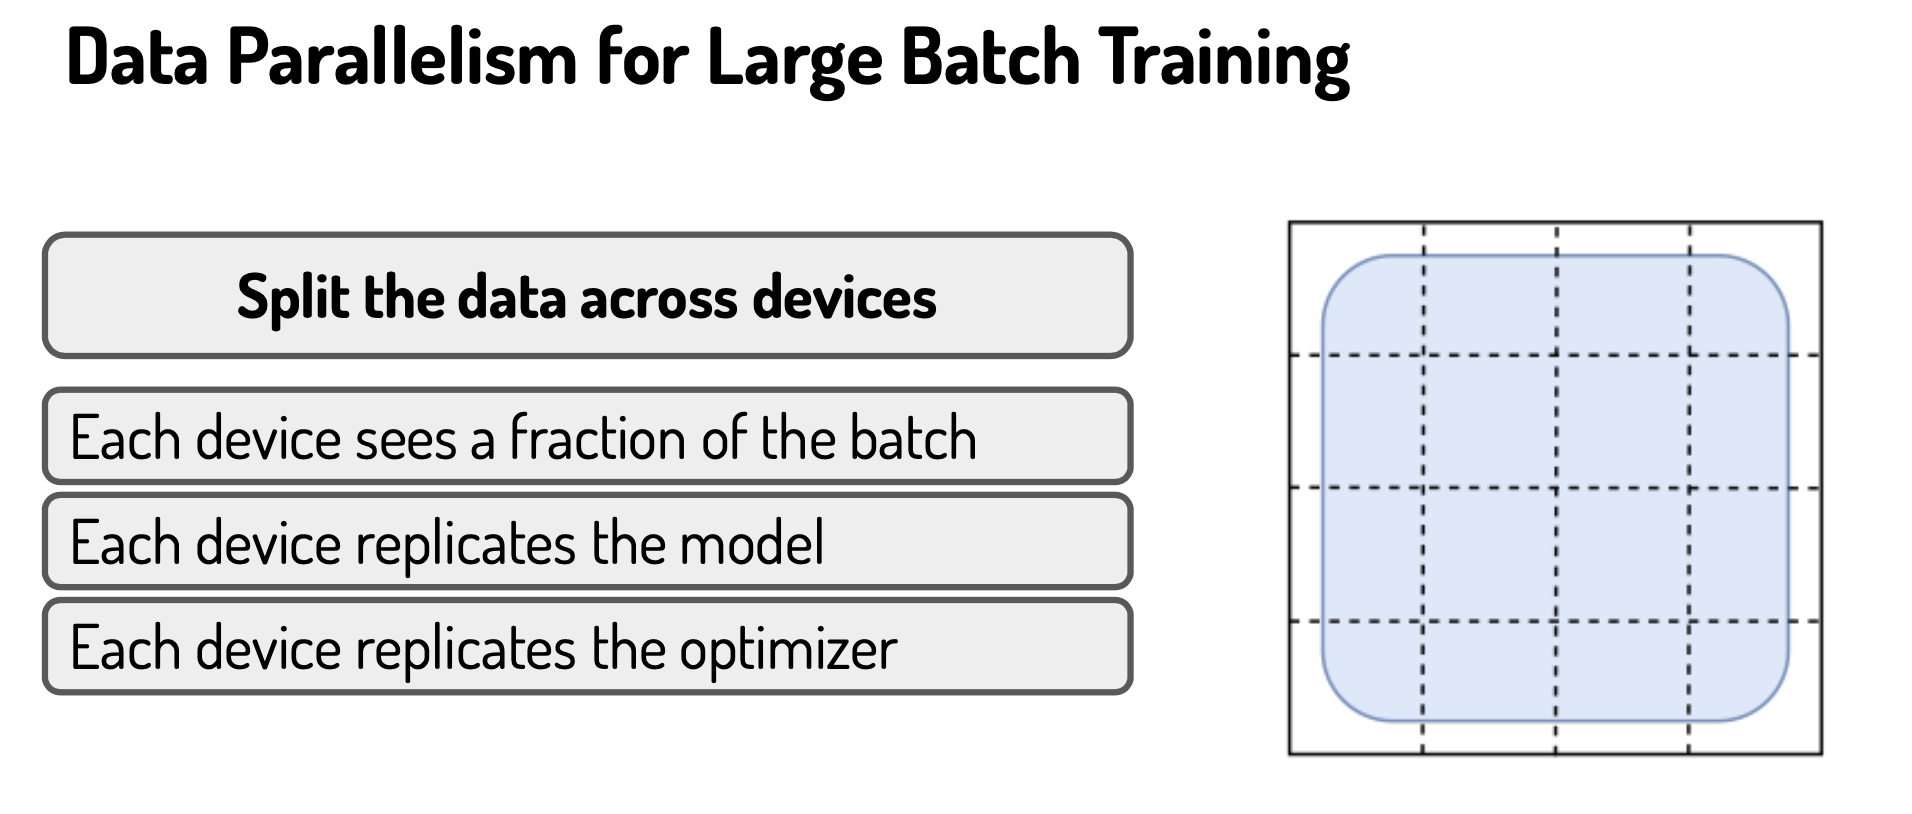 Data Parallelism for Large Batch Training
Split the data across devices
Each device sees a fraction of the batch
Each device replicates the model
Each device replicates the optimizer